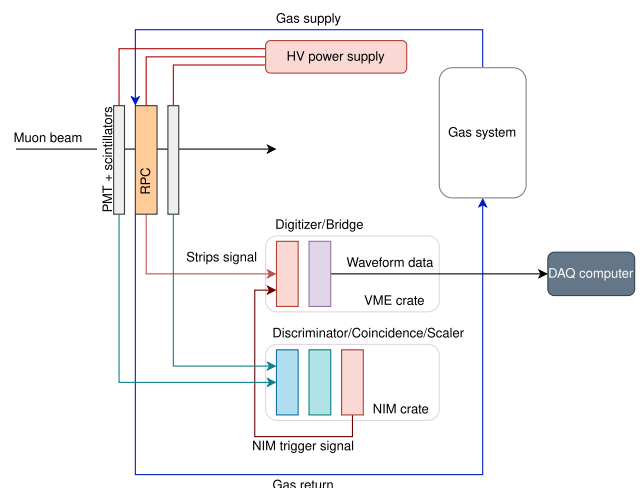 Gas supply
HV power supply
Muon beam
PMT + scintillators
RPC
Gas system
Digitizer/Bridge
Strips signal
Waveform data
DAQ computer
VME crate
Discriminator/Coincidence/Scaler
NIM crate
NIM trigger signal
Gas return